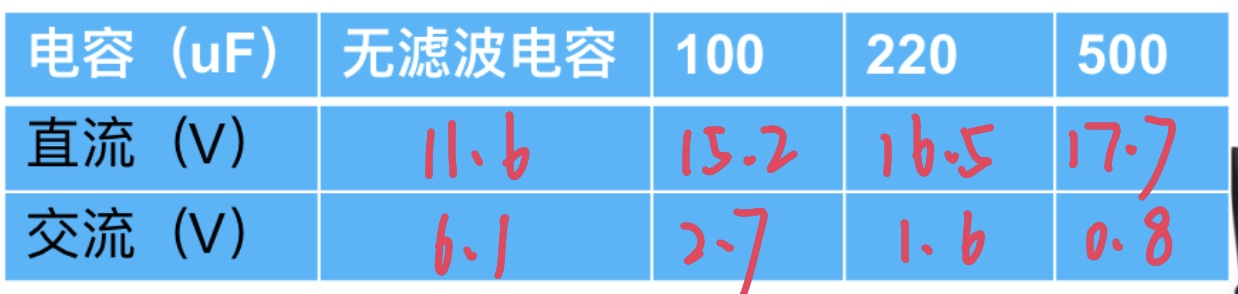 电容（uF） 无滤波电容 100 220 500
直流（V） 11.6 15.2 16.5 17.7
交流（V） 6.1 2.7 1.6 0.8